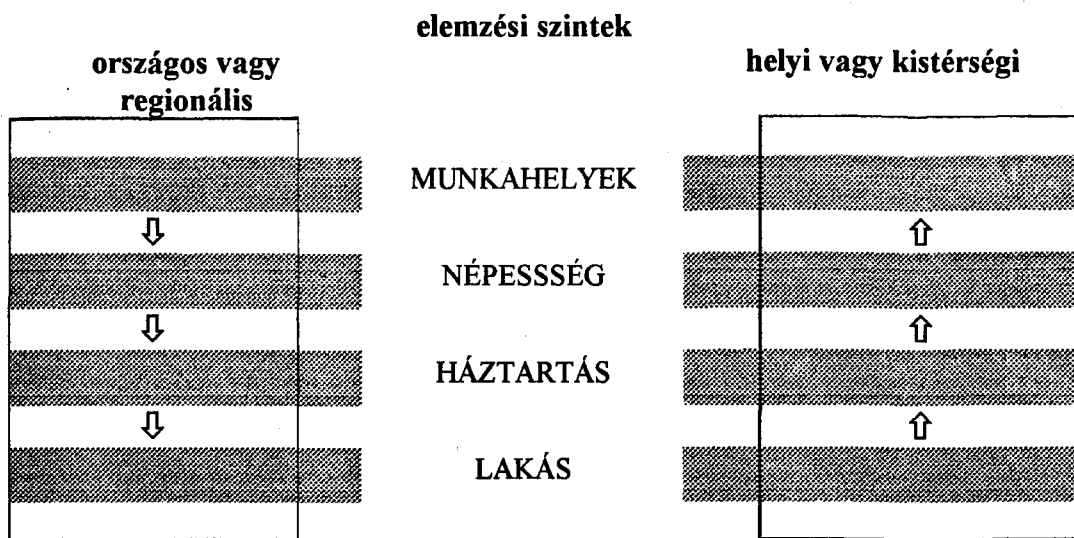 elemzési szintek
országos vagy
regionális
helyi vagy kistérségi
MUNKAHELYEK
NÉPESSSÉG
HÁZTARTÁS
LAKÁS